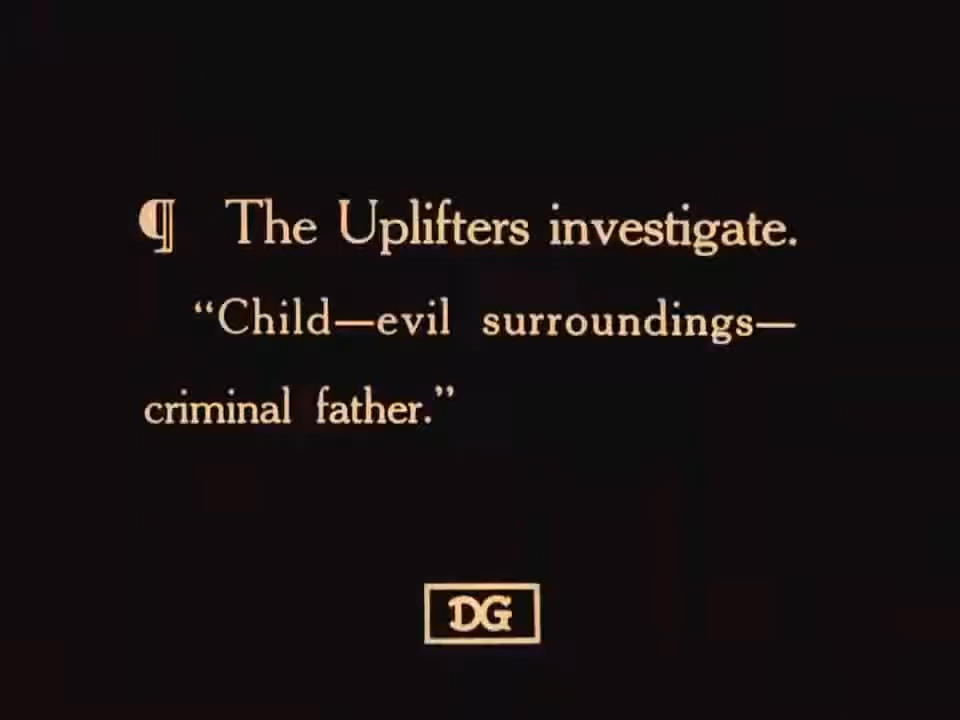 ¶ The Uplifters investigate.
“Child—evil surroundings—
criminal father.”
DG